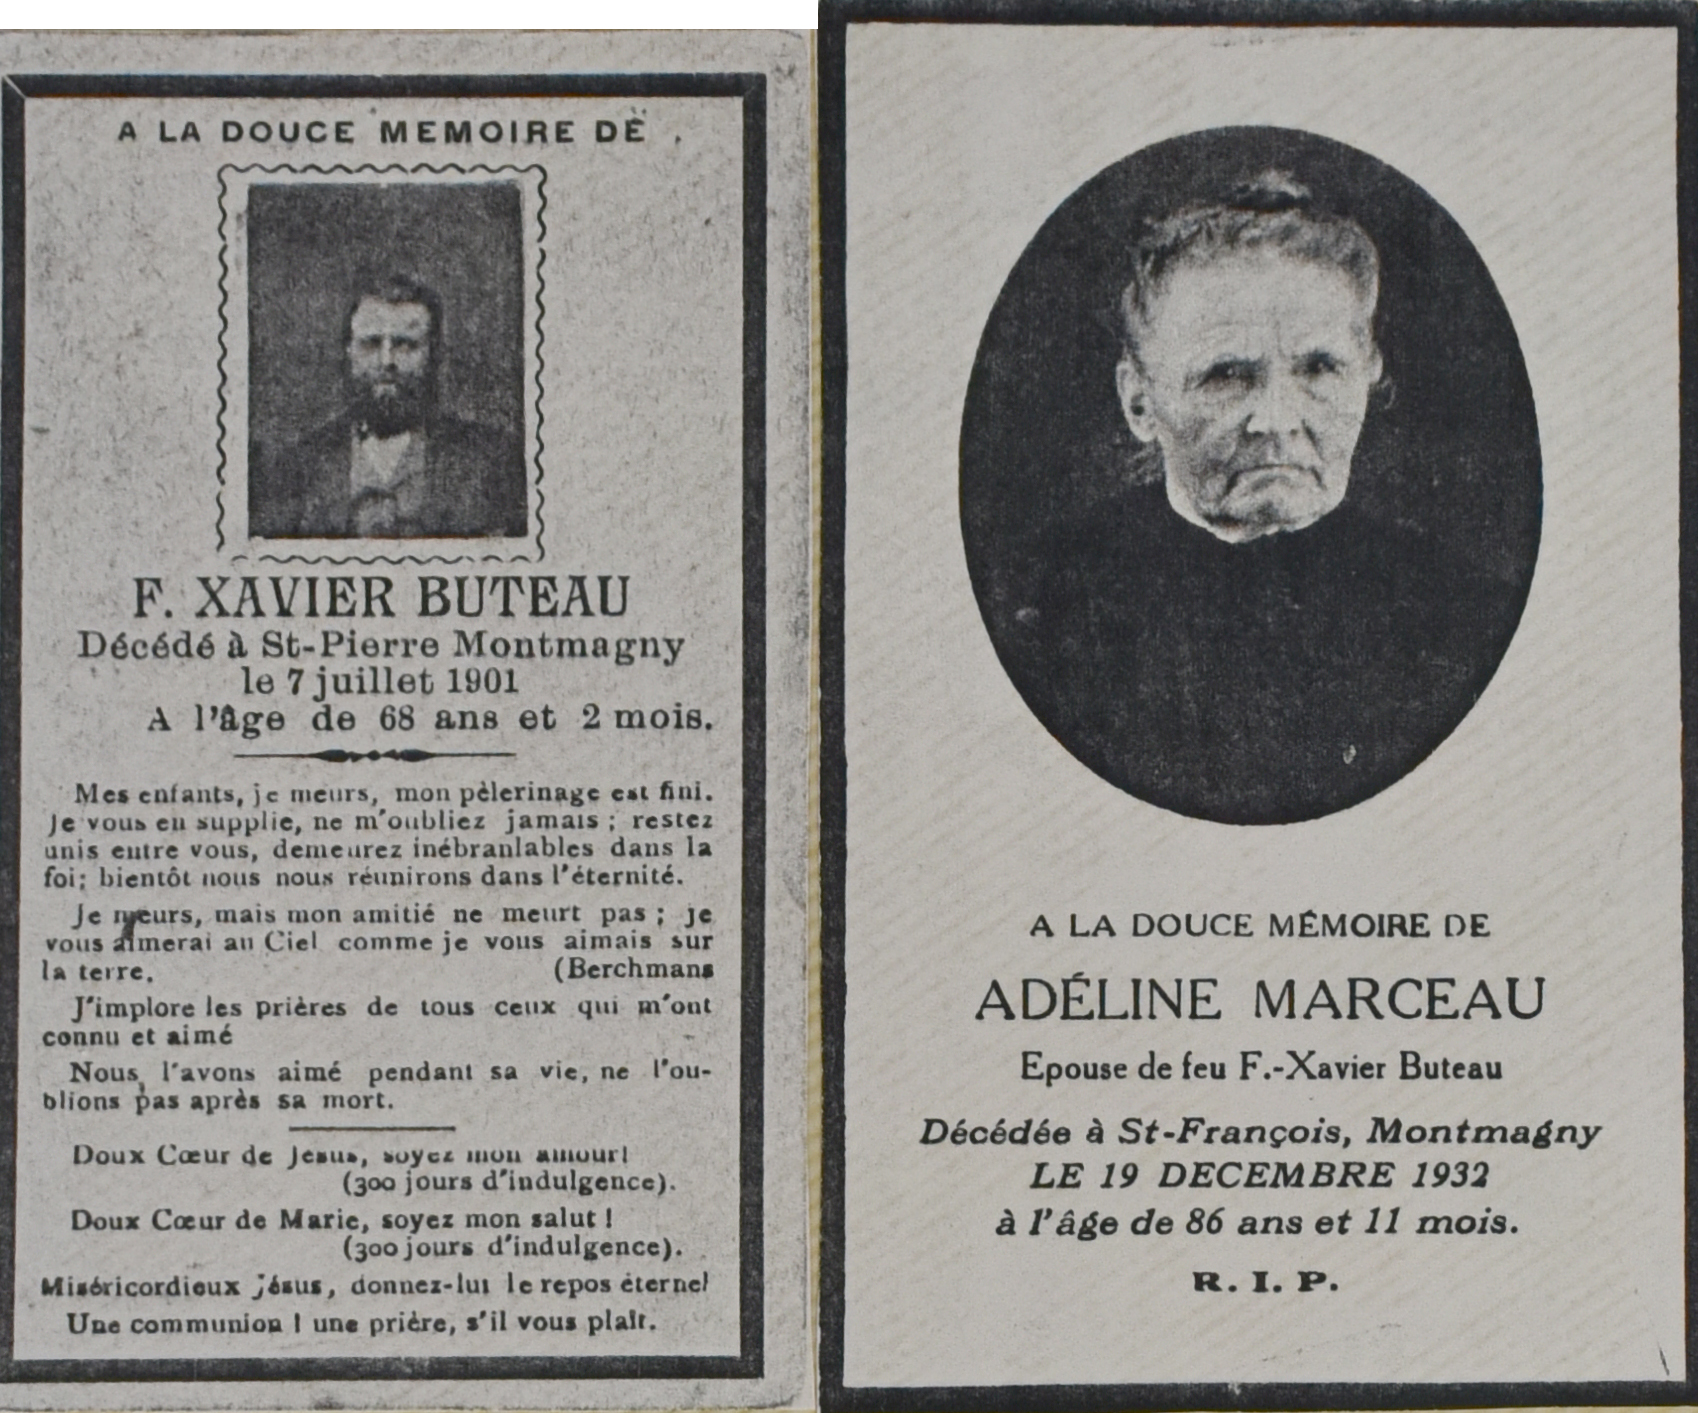 A LA DOUCE MEMOIRE DE
F. XAVIER BUTEAU
Décédé à St-Pierre Montmagny
le 7 juillet 1901
A l'âge de 68 ans et 2 mois.
Mes enfants, je meurs, mon pèlerinage est fini.
Je vous en supplie, ne m'oubliez jamais ; restez
unis entre vous, demeurez inébranlables dans la
foi; bientôt nous nous réunirons dans l'éternité.
Je meurs, mais mon amitié ne meurt pas ; je
vous aimerai au Ciel comme je vous aimais sur
la terre. (Berchmans
J'implore les prières de tous ceux qui m'ont
connu et aimé
Nous l'avons aimé pendant sa vie, ne l'ou-
blions pas après sa mort.
Doux Cœur de Jésus, soyez mon amour!
(300 jours d'indulgence).
Doux Cœur de Marie, soyez mon salut !
(300 jours d'indulgence).
Miséricordieux Jésus, donnez-lui le repos éternel
Une communion ! une prière, s'il vous plaît.
A LA DOUCE MÉMOIRE DE
ADÉLINE MARCEAU
Epouse de feu F.-Xavier Buteau
Décédée à St-François, Montmagny
LE 19 DECEMBRE 1932
à l'âge de 86 ans et 11 mois.
R. I. P.